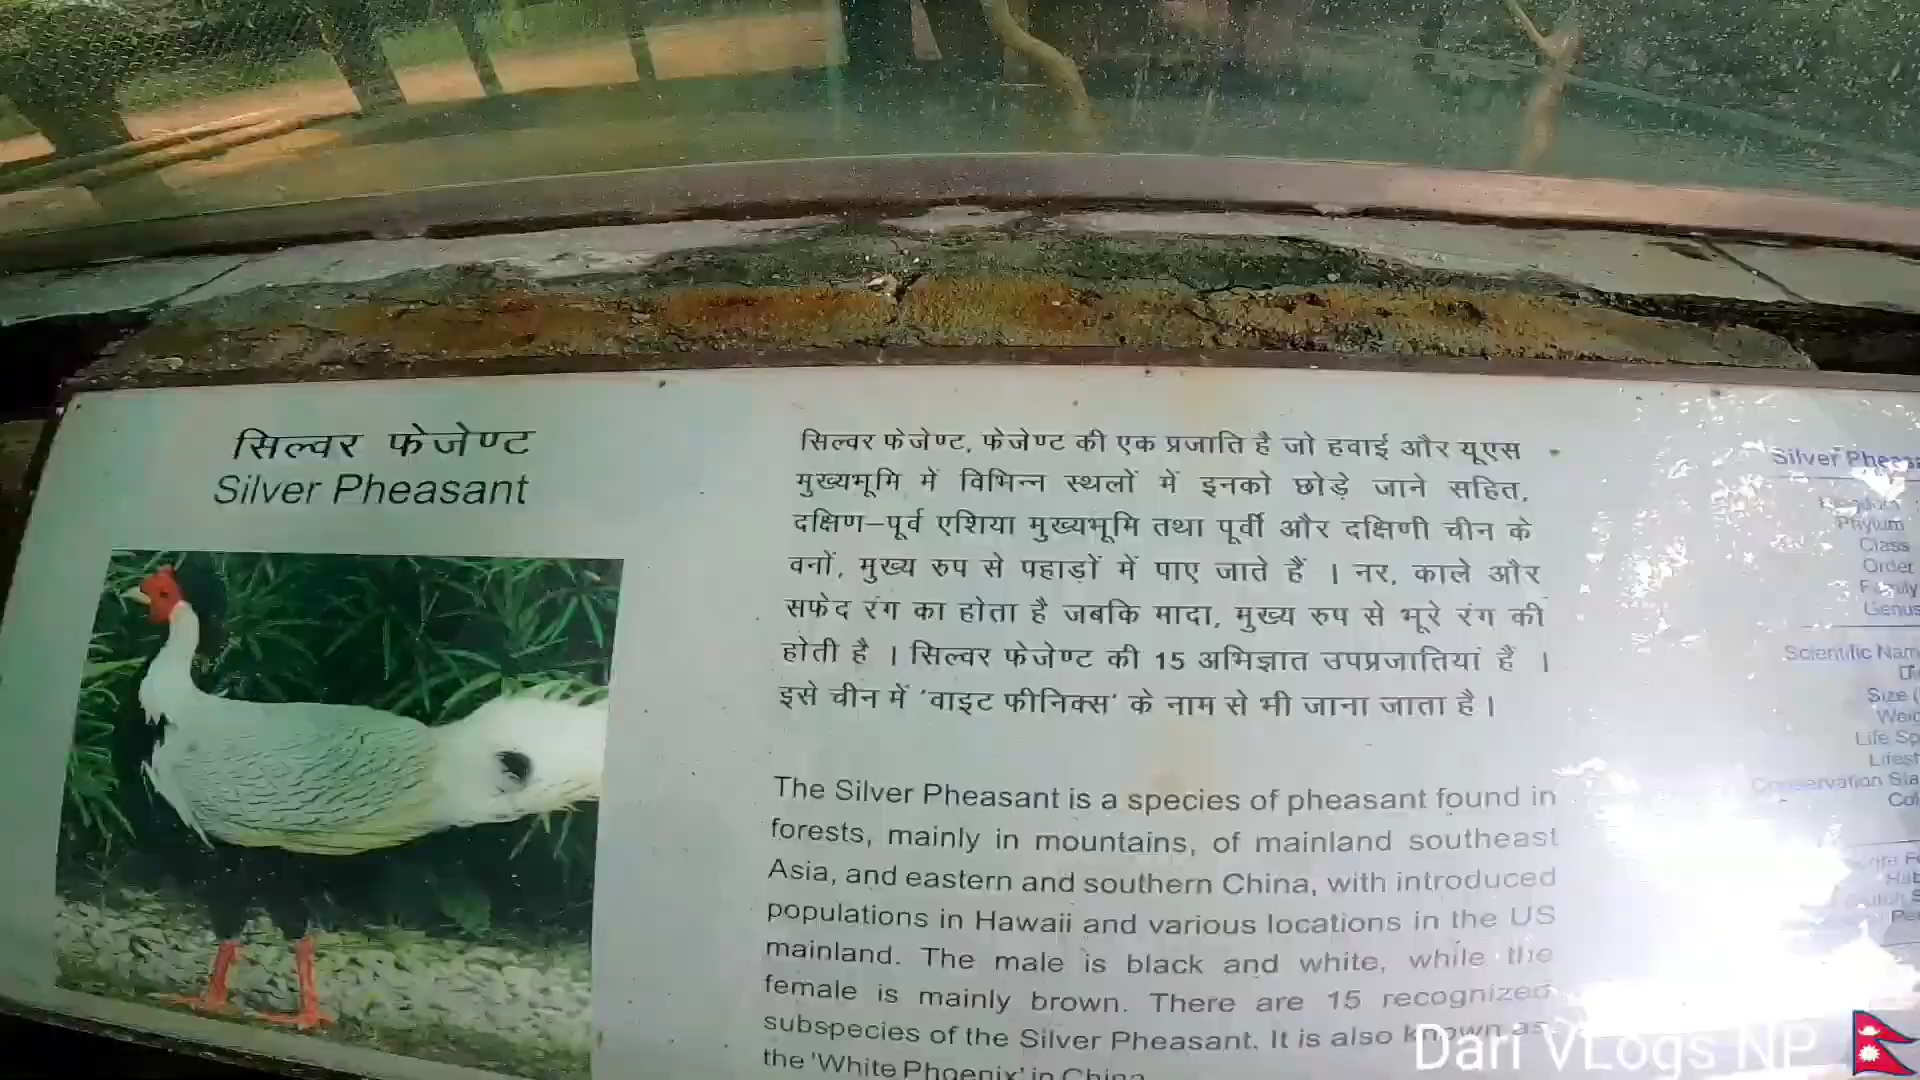 सिल्वर फेजेण्ट
Silver Pheasant
सिल्वर फेजेण्ट, फेजेण्ट की एक प्रजाति है जो हवाई और यूएस
मुख्यभूमि में विभिन्न स्थलों में इनको छोड़े जाने सहित,
दक्षिण–पूर्व एशिया मुख्यभूमि तथा पूर्वी और दक्षिणी चीन के
वनों, मुख्य रुप से पहाड़ों में पाए जाते हैं । नर, काले और
सफेद रंग का होता है जबकि मादा, मुख्य रुप से भूरे रंग की
होती है । सिल्वर फेजेण्ट की 15 अभिज्ञात उपप्रजातियां हैं ।
इसे चीन में 'वाइट फीनिक्स' के नाम से भी जाना जाता है ।
The Silver Pheasant is a species of pheasant found in
forests, mainly in mountains, of mainland southeast
Asia, and eastern and southern China, with introduced
populations in Hawaii and various locations in the US
mainland. The male is black and white, while the
female is mainly brown. There are 15 recognized
subspecies of the Silver Pheasant. It is also known as
the 'White Phoenix' in China
Silver
Phylum
Class
Order
Family
Genus
Scientific
Size
Life
Dari VLogs NP